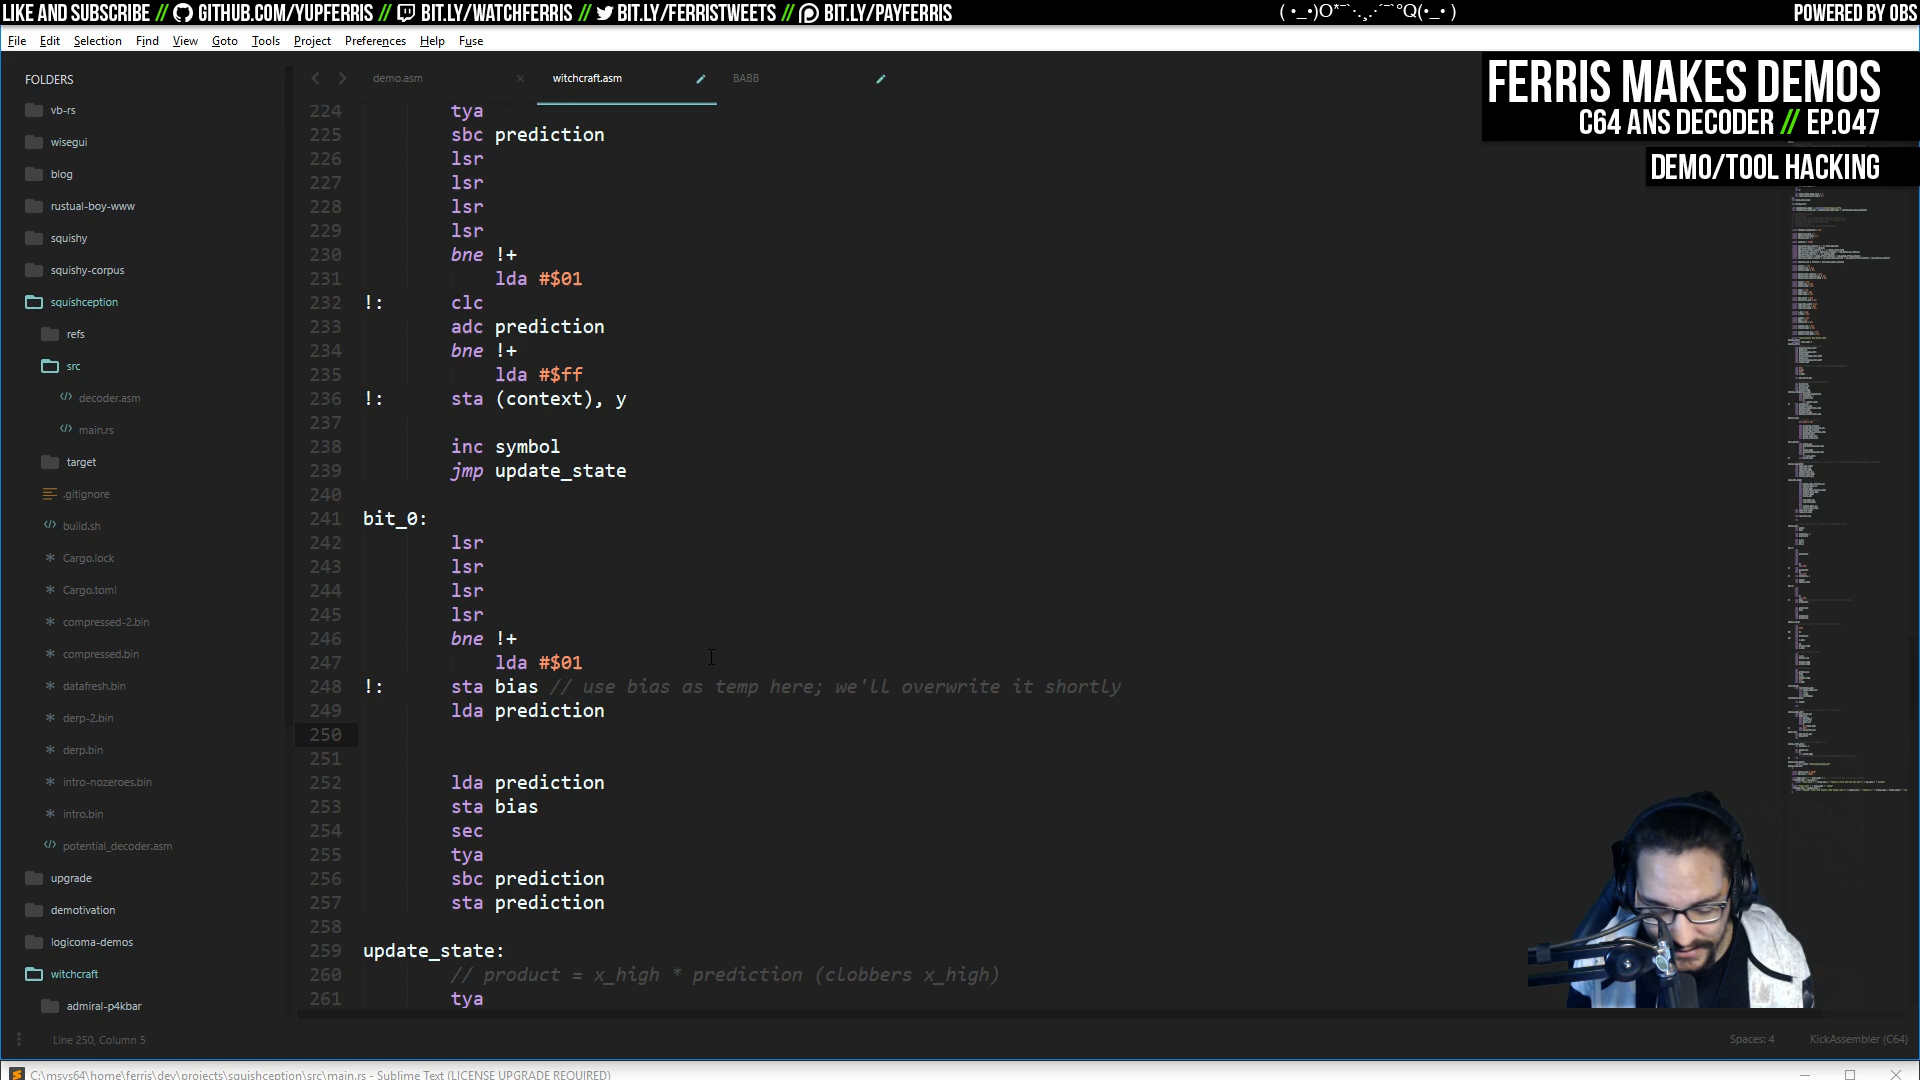 LIKE AND SUBSCRIBE // GITHUB.COM/YUPFERRIS // BIT.LY/WATCHFERRIS // BIT.LY/FERRISTWEETS // BIT.LY/PAYFERRIS
POWERED BY OBS
File Edit Selection Find View Goto Tools Project Preferences Help Fuse
FERRIS MAKES DEMOS
C64 ANS DECODER // EP.047
DEMO/TOOL HACKING
FOLDERS
vb-rs
wisegui
blog
rustual-boy-www
squishy
squishy-corpus
squishception
refs
src
decoder.asm
main.rs
target
.gitignore
build.sh
Cargo.lock
Cargo.toml
compressed-2.bin
compressed.bin
datafresh.bin
derp-2.bin
derp.bin
intro-nozeroes.bin
intro.bin
potential_decoder.asm
upgrade
demotivation
logicoma-demos
witchcraft
admiral-p4kbar
demo.asm witchcraft.asm BABB
224 tya
225 sbc prediction
226 lsr
227 lsr
228 lsr
229 lsr
230 bne !+
231 lda #$01
232 !: clc
233 adc prediction
234 bne !+
235 lda #$ff
236 !: sta (context), y
237
238 inc symbol
239 jmp update_state
240
241 bit_0:
242 lsr
243 lsr
244 lsr
245 lsr
246 bne !+
247 lda #$01
248 !: sta bias // use bias as temp here; we'll overwrite it shortly
249 lda prediction
250
251
252 lda prediction
253 sta bias
254 sec
255 tya
256 sbc prediction
257 sta prediction
258
259 update_state:
260 // product = x_high * prediction (clobbers x_high)
261 tya
Line 250, Column 5
Spaces: 4 KickAssembler (C64)
C:\msys64\home\ferris\dev\projects\squishception\src\main.rs - Sublime Text (LICENSE UPGRADE REQUIRED)